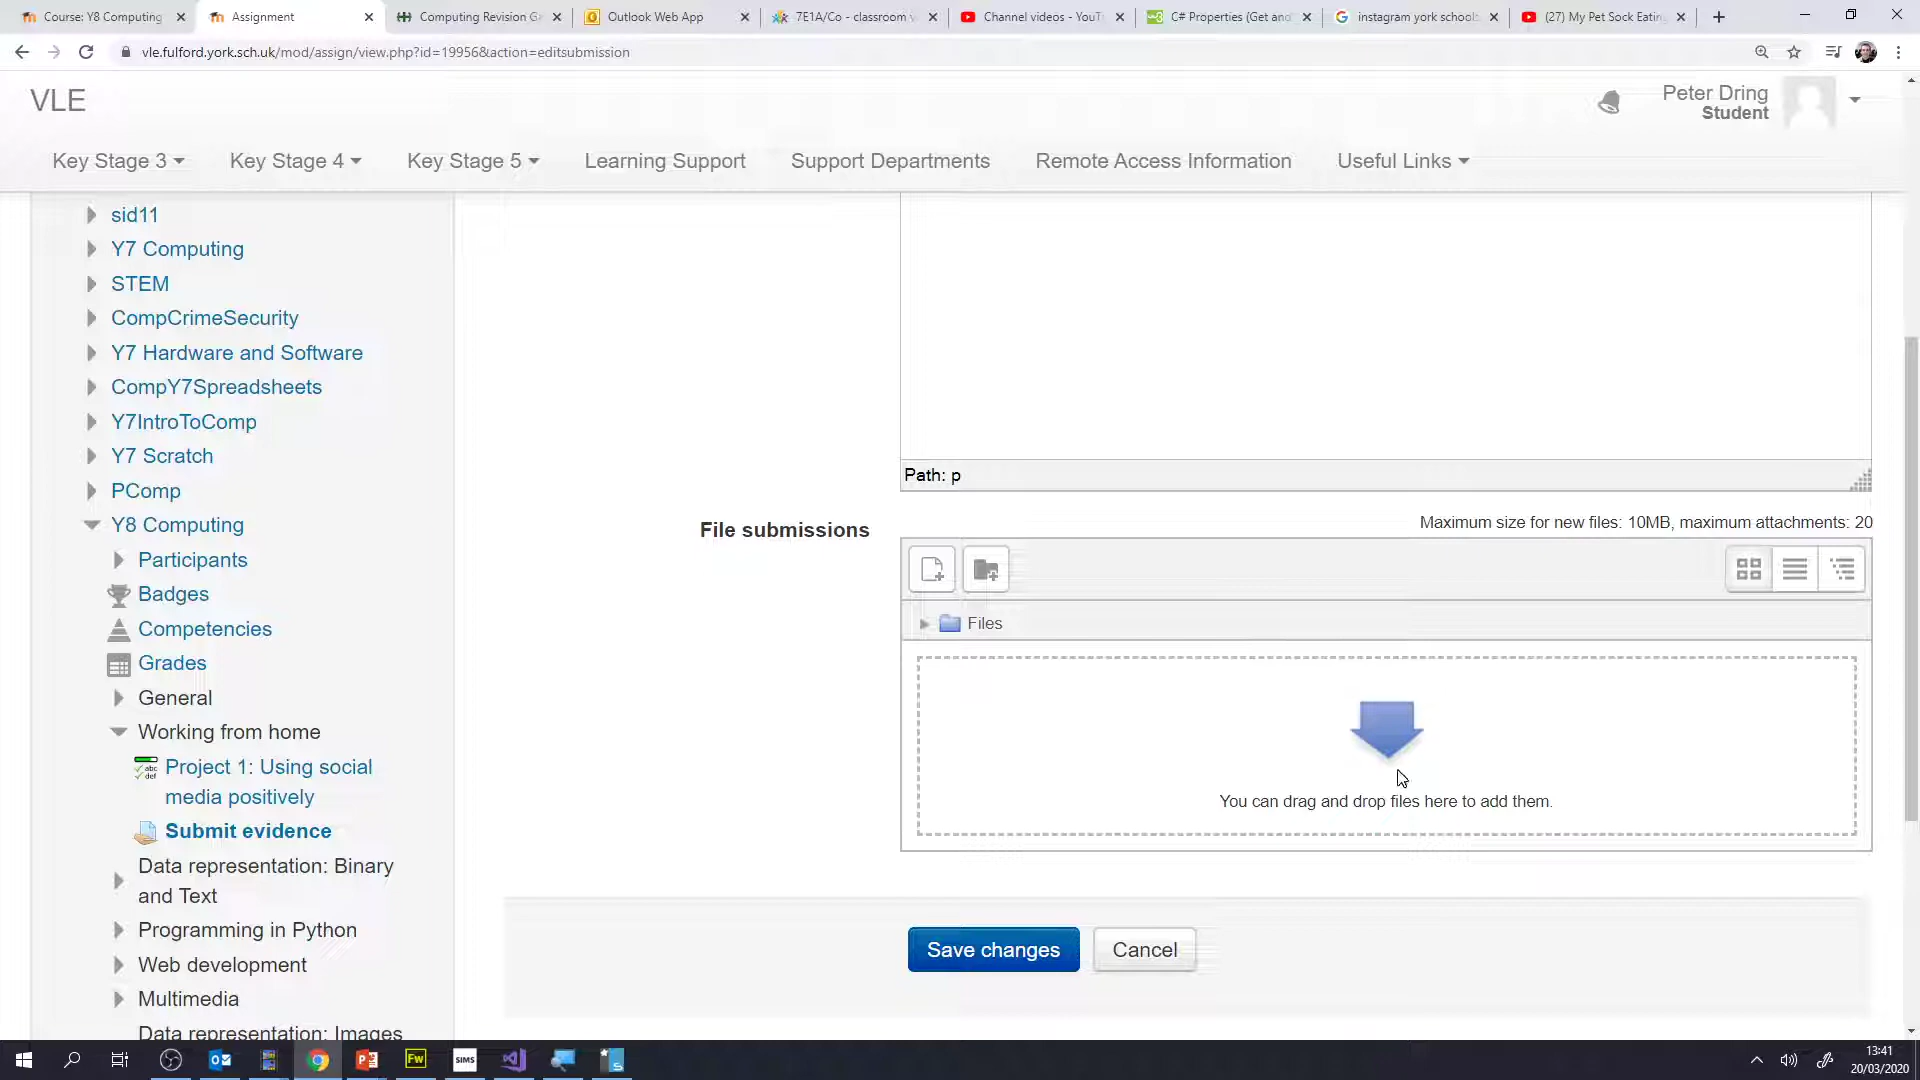 Course: Y8 Computing
Assignment
Computing Revision G
Outlook Web App
7E1A/Co - classroom
Channel videos - YouT
C# Properties (Get and
instagram york school
(27) My Pet Sock Eatin
vle.fulford.york.sch.uk/mod/assign/view.php?id=19956&action=editsubmission
VLE
Peter Dring
Student
Key Stage 3
Key Stage 4
Key Stage 5
Learning Support
Support Departments
Remote Access Information
Useful Links
sid11
Y7 Computing
STEM
CompCrimeSecurity
Y7 Hardware and Software
CompY7Spreadsheets
Y7IntroToComp
Y7 Scratch
PComp
Y8 Computing
Participants
Badges
Competencies
Grades
General
Working from home
Project 1: Using social
media positively
Submit evidence
Data representation: Binary
and Text
Programming in Python
Web development
Multimedia
Data representation: Images
Path: p
File submissions
Maximum size for new files: 10MB, maximum attachments: 20
Files
You can drag and drop files here to add them.
Save changes
Cancel
Fw
SIMS
13:41
20/03/2020